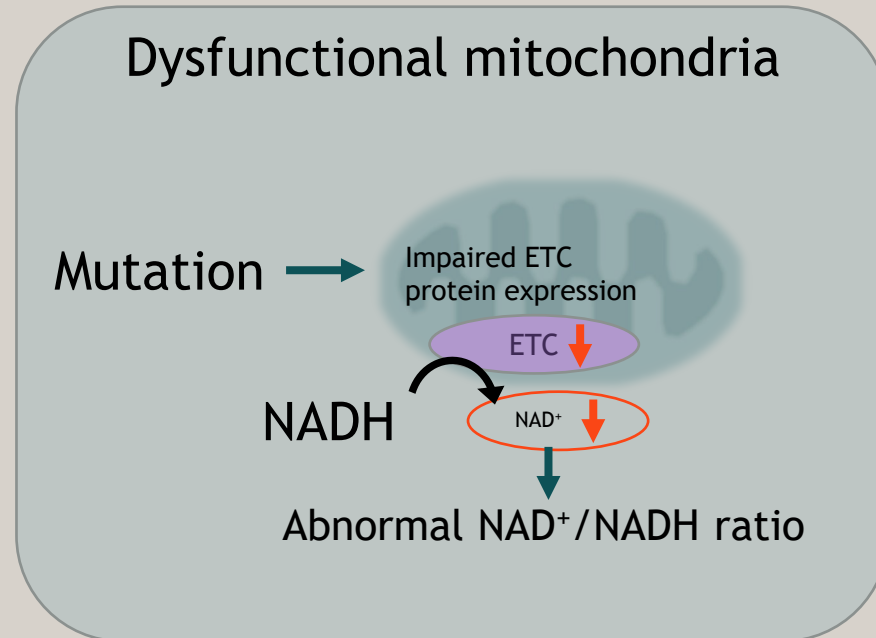 Dysfunctional mitochondria
Mutation
Impaired ETC
protein expression
ETC
NADH
NAD⁺
Abnormal NAD⁺/NADH ratio